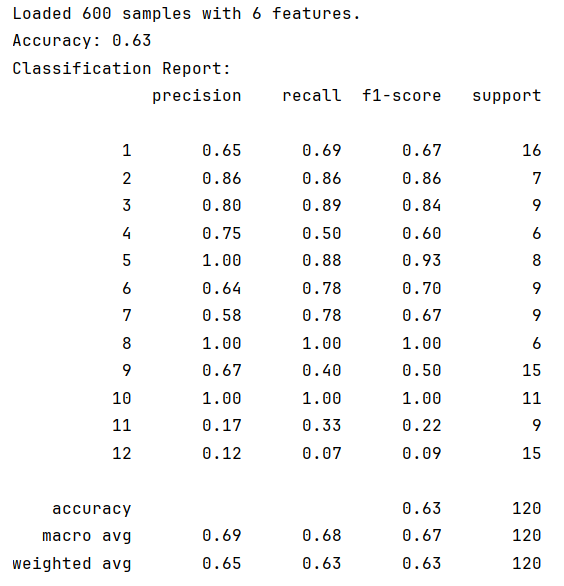 Loaded 600 samples with 6 features.
Accuracy: 0.63
Classification Report:
precision recall f1-score support
1 0.65 0.69 0.67 16
2 0.86 0.86 0.86 7
3 0.80 0.89 0.84 9
4 0.75 0.50 0.60 6
5 1.00 0.88 0.93 8
6 0.64 0.78 0.70 9
7 0.58 0.78 0.67 9
8 1.00 1.00 1.00 6
9 0.67 0.40 0.50 15
10 1.00 1.00 1.00 11
11 0.17 0.33 0.22 9
12 0.12 0.07 0.09 15
accuracy 0.63 120
macro avg 0.69 0.68 0.67 120
weighted avg 0.65 0.63 0.63 120